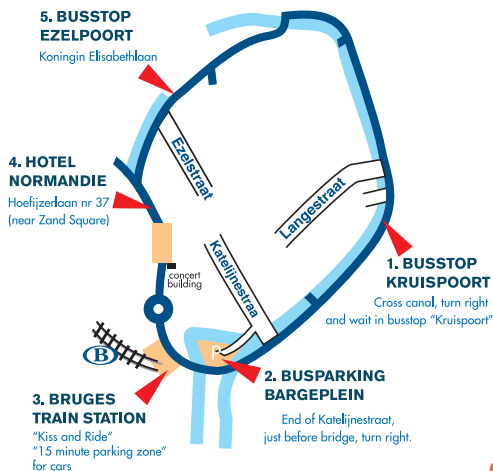 5. BUSSTOP
EZELPOORT
Koningin Elisabethlaan
Ezelstraat
4. HOTEL
NORMANDIE
Hoefijzerlaan nr 37
(near Zand Square)
Langestraat
Katelijnestraa
concert
building
1. BUSSTOP
KRUISPOORT
Cross canal, turn right
and wait in busstop "Kruispoort"
P
B
2. BUSPARKING
BARGEPLEIN
End of Katelijnestraat,
just before bridge, turn right.
3. BRUGES
TRAIN STATION
"Kiss and Ride"
"15 minute parking zone"
for cars